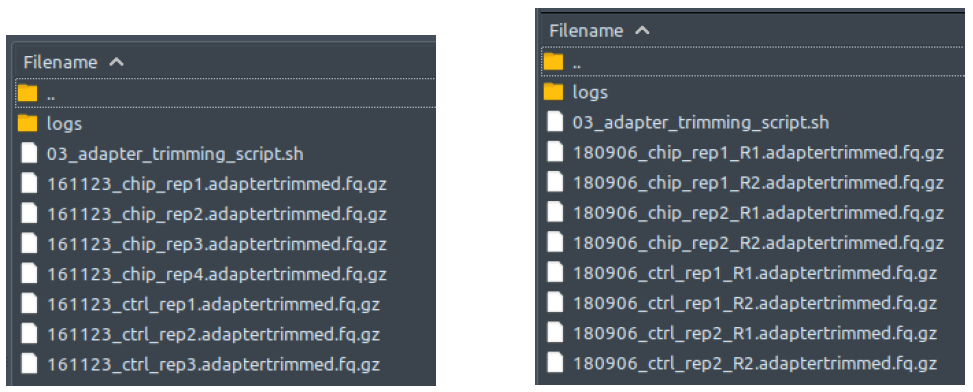 Filename
..
logs
03_adapter_trimming_script.sh
161123_chip_rep1.adaptertrimmed.fq.gz
161123_chip_rep2.adaptertrimmed.fq.gz
161123_chip_rep3.adaptertrimmed.fq.gz
161123_chip_rep4.adaptertrimmed.fq.gz
161123_ctrl_rep1.adaptertrimmed.fq.gz
161123_ctrl_rep2.adaptertrimmed.fq.gz
161123_ctrl_rep3.adaptertrimmed.fq.gz
Filename
..
logs
03_adapter_trimming_script.sh
180906_chip_rep1_R1.adaptertrimmed.fq.gz
180906_chip_rep1_R2.adaptertrimmed.fq.gz
180906_chip_rep2_R1.adaptertrimmed.fq.gz
180906_chip_rep2_R2.adaptertrimmed.fq.gz
180906_ctrl_rep1_R1.adaptertrimmed.fq.gz
180906_ctrl_rep1_R2.adaptertrimmed.fq.gz
180906_ctrl_rep2_R1.adaptertrimmed.fq.gz
180906_ctrl_rep2_R2.adaptertrimmed.fq.gz